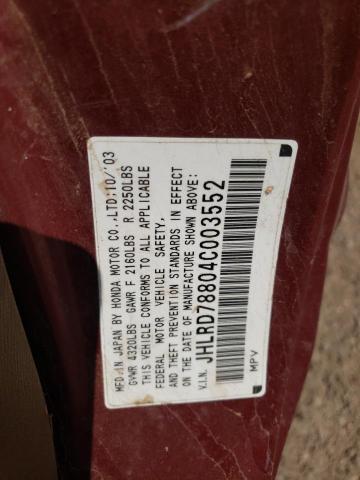 MFD IN JAPAN BY HONDA MOTOR CO.,LTD:10/'03
GVWR 4320LBS GAWR F 2160LBS R 2250LBS
THIS VEHICLE CONFORMS TO ALL APPLICABLE
FEDERAL MOTOR VEHICLE SAFETY,
AND THEFT PREVENTION STANDARDS IN EFFECT
ON THE DATE OF MANUFACTURE SHOWN ABOVE:
V.I.N. JHLRD78804C003552
MPV